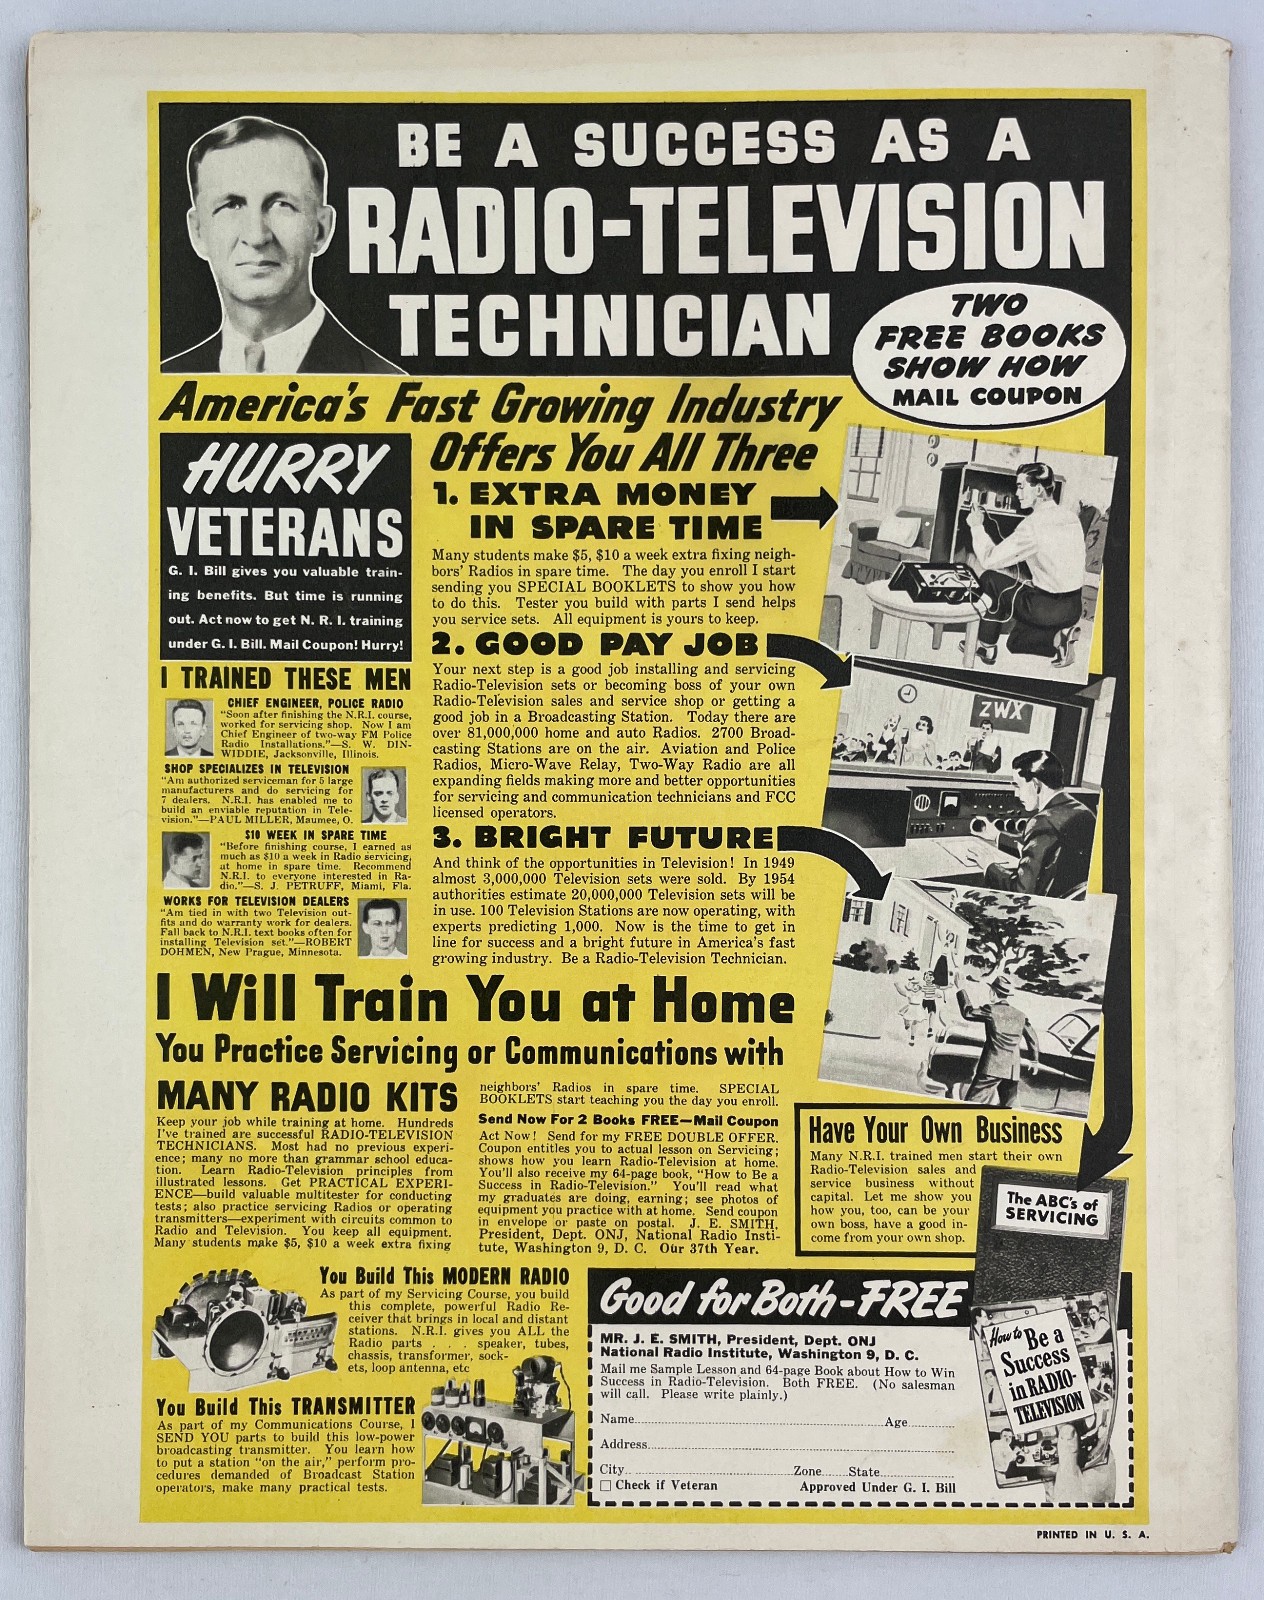 BE A SUCCESS AS A
RADIO-TELEVISION
TECHNICIAN
TWO
FREE BOOKS
SHOW HOW
MAIL COUPON
America's Fast Growing Industry
Offers You All Three
HURRY
VETERANS
G. I. Bill gives you valuable train-
ing benefits. But time is running
out. Act now to get N. R. I. training
under G. I. Bill. Mail Coupon! Hurry!
I TRAINED THESE MEN
CHIEF ENGINEER, POLICE RADIO
"Soon after finishing the N.R.I. course,
worked for servicing shop. Now I am
Chief Engineer of two-way FM Police
Radio Installations."—S. W. DIN-
WIDDIE, Jacksonville, Illinois.
SHOP SPECIALIZES IN TELEVISION
"Am authorized serviceman for 5 large
manufacturers and do servicing for
7 dealers. N.R.I. has enabled me to
build an enviable reputation in Tele-
vision."—PAUL MILLER, Maumee, O.
$10 WEEK IN SPARE TIME
"Before finishing course, I earned as
much as $10 a week in Radio servicing,
at home in spare time. Recommend
N.R.I. to everyone interested in Ra-
dio."—S. J. PETRUFF, Miami, Fla.
WORKS FOR TELEVISION DEALERS
"Am tied in with two Television out-
fits and do warranty work for dealers.
Fall back to N.R.I. text books often for
installing Television set."—ROBERT
DOHMEN, New Prague, Minnesota.
1. EXTRA MONEY
IN SPARE TIME
Many students make $5, $10 a week extra fixing neigh-
bors' Radios in spare time. The day you enroll I start
sending you SPECIAL BOOKLETS to show you how
to do this. Tester you build with parts I send helps
you service sets. All equipment is yours to keep.
2. GOOD PAY JOB
Your next step is a good job installing and servicing
Radio-Television sets or becoming boss of your own
Radio-Television sales and service shop or getting a
good job in a Broadcasting Station. Today there are
over 81,000,000 home and auto Radios. 2700 Broad-
casting Stations are on the air. Aviation and Police
Radios, Micro-Wave Relay, Two-Way Radio are all
expanding fields making more and better opportunities
for servicing and communication technicians and FCC
licensed operators.
3. BRIGHT FUTURE
And think of the opportunities in Television! In 1949
almost 3,000,000 Television sets were sold. By 1954
authorities estimate 20,000,000 Television sets will be
in use. 100 Television Stations are now operating, with
experts predicting 1,000. Now is the time to get in
line for success and a bright future in America's fast
growing industry. Be a Radio-Television Technician.
ZWX
I Will Train You at Home
You Practice Servicing or Communications with
MANY RADIO KITS
Keep your job while training at home. Hundreds
I've trained are successful RADIO-TELEVISION
TECHNICIANS. Most had no previous experi-
ence; many no more than grammar school educa-
tion. Learn Radio-Television principles from
illustrated lessons. Get PRACTICAL EXPERI-
ENCE—build valuable multitester for conducting
tests; also practice servicing Radios or operating
transmitters—experiment with circuits common to
Radio and Television. You keep all equipment.
Many students make $5, $10 a week extra fixing
neighbors' Radios in spare time. SPECIAL
BOOKLETS start teaching you the day you enroll.
Send Now For 2 Books FREE—Mail Coupon
Act Now! Send for my FREE DOUBLE OFFER.
Coupon entitles you to actual lesson on Servicing;
shows how you learn Radio-Television at home.
You'll also receive my 64-page book, "How to Be a
Success in Radio-Television." You'll read what
my graduates are doing, earning; see photos of
equipment you practice with at home. Send coupon
in envelope or paste on postal. J. E. SMITH,
President, Dept. ONJ, National Radio Insti-
tute, Washington 9, D. C. Our 37th Year.
Have Your Own Business
Many N.R.I. trained men start their own
Radio-Television sales and
service business without
capital. Let me show you
how you, too, can be your
own boss, have a good in-
come from your own shop.
The ABC's of
SERVICING
You Build This MODERN RADIO
As part of my Servicing Course, you build
this complete, powerful Radio Re-
ceiver that brings in local and distant
stations. N.R.I. gives you ALL the
Radio parts . . . speaker, tubes,
chassis, transformer, sock-
ets, loop antenna, etc
You Build This TRANSMITTER
As part of my Communications Course, I
SEND YOU parts to build this low-power
broadcasting transmitter. You learn how
to put a station "on the air," perform pro-
cedures demanded of Broadcast Station
operators, make many practical tests.
Good for Both-FREE
MR. J. E. SMITH, President, Dept. ONJ
National Radio Institute, Washington 9, D. C.
Mail me Sample Lesson and 64-page Book about How to Win
Success in Radio-Television. Both FREE. (No salesman
will call. Please write plainly.)
Name Age
Address
City Zone State
Check if Veteran Approved Under G. I. Bill
How to Be a
Success
in RADIO-
TELEVISION
PRINTED IN U. S. A.